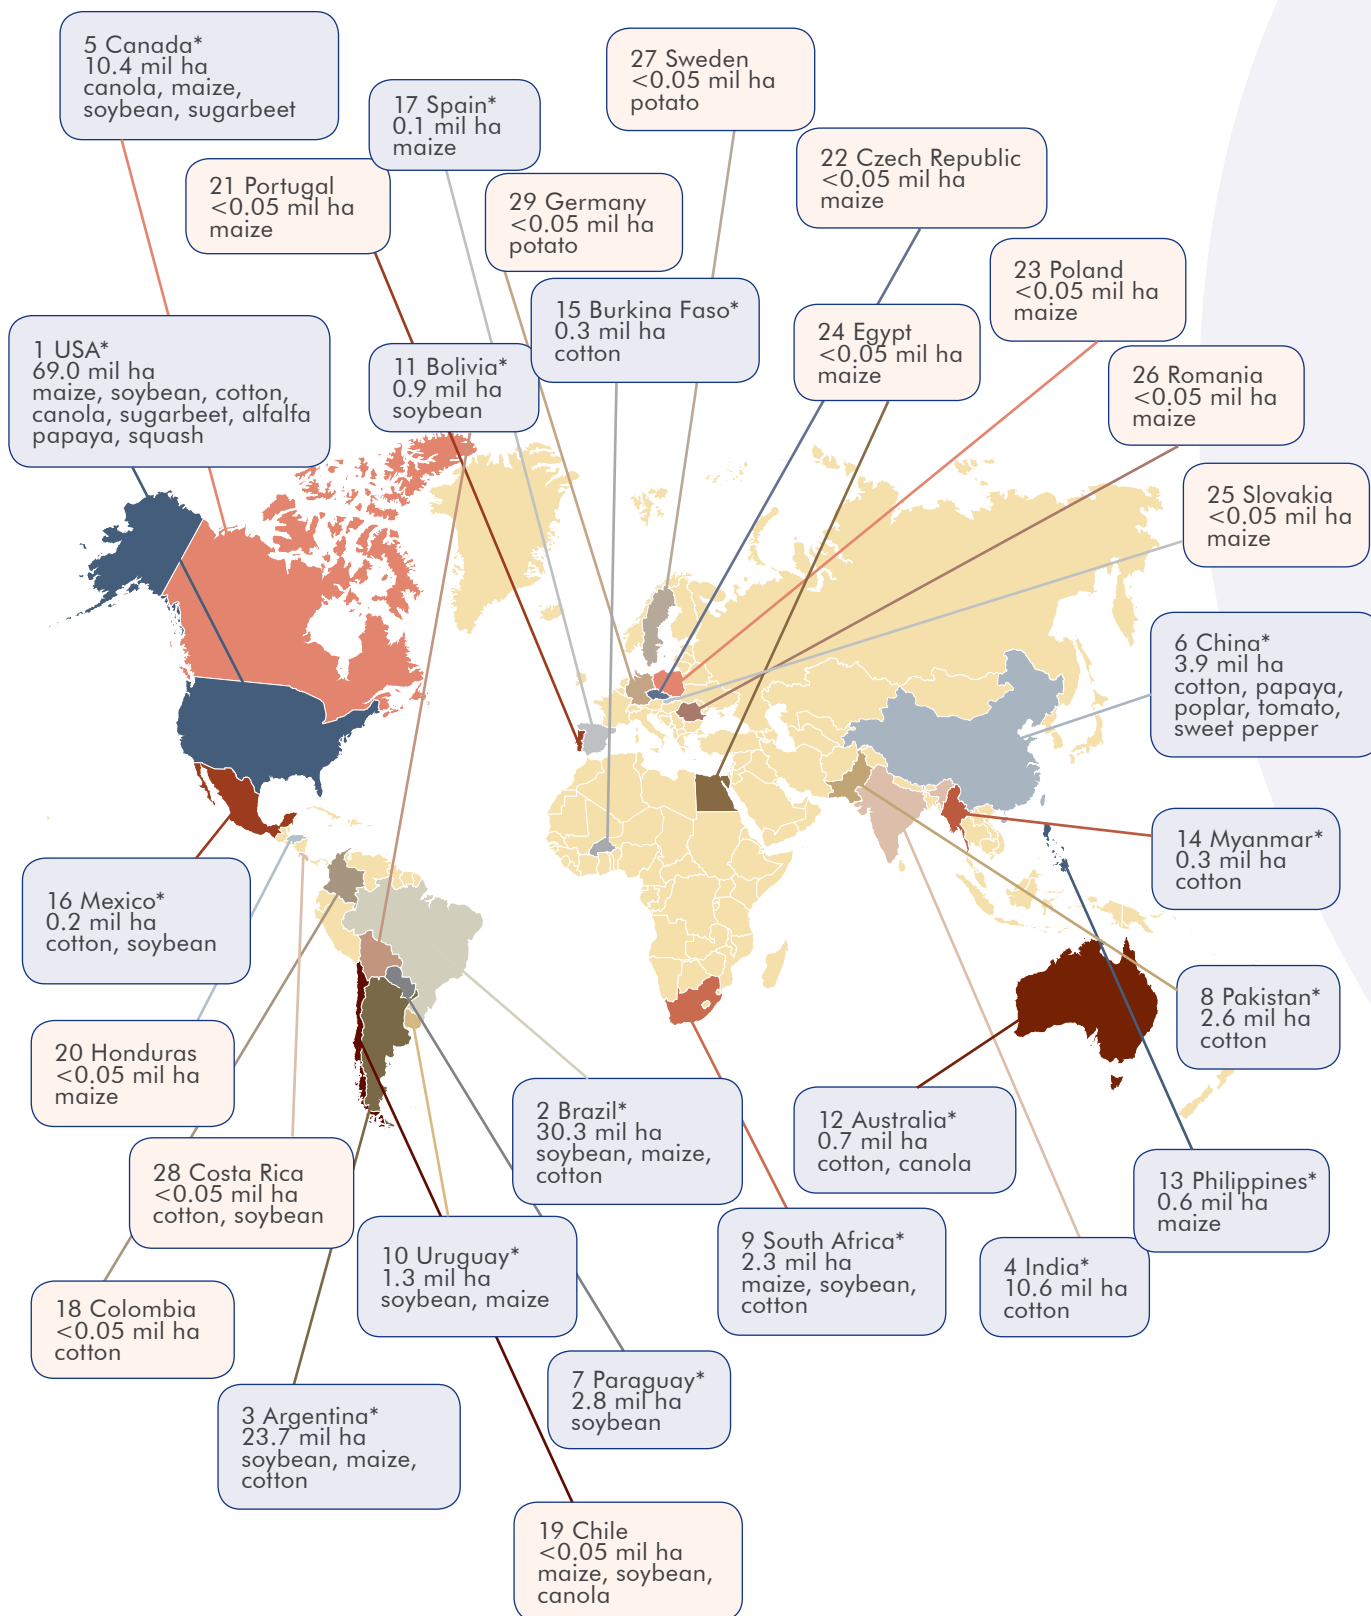 5 Canada*
10.4 mil ha
canola, maize,
soybean, sugarbeet
17 Spain*
0.1 mil ha
maize
27 Sweden
<0.05 mil ha
potato
22 Czech Republic
<0.05 mil ha
maize
21 Portugal
<0.05 mil ha
maize
29 Germany
<0.05 mil ha
potato
23 Poland
<0.05 mil ha
maize
15 Burkina Faso*
0.3 mil ha
cotton
24 Egypt
<0.05 mil ha
maize
1 USA*
69.0 mil ha
maize, soybean, cotton,
canola, sugarbeet, alfalfa
papaya, squash
11 Bolivia*
0.9 mil ha
soybean
26 Romania
<0.05 mil ha
maize
25 Slovakia
<0.05 mil ha
maize
6 China*
3.9 mil ha
cotton, papaya,
poplar, tomato,
sweet pepper
14 Myanmar*
0.3 mil ha
cotton
16 Mexico*
0.2 mil ha
cotton, soybean
8 Pakistan*
2.6 mil ha
cotton
20 Honduras
<0.05 mil ha
maize
2 Brazil*
30.3 mil ha
soybean, maize,
cotton
12 Australia*
0.7 mil ha
cotton, canola
28 Costa Rica
<0.05 mil ha
cotton, soybean
13 Philippines*
0.6 mil ha
maize
10 Uruguay*
1.3 mil ha
soybean, maize
9 South Africa*
2.3 mil ha
maize, soybean,
cotton
4 India*
10.6 mil ha
cotton
18 Colombia
<0.05 mil ha
cotton
7 Paraguay*
2.8 mil ha
soybean
3 Argentina*
23.7 mil ha
soybean, maize,
cotton
19 Chile
<0.05 mil ha
maize, soybean,
canola